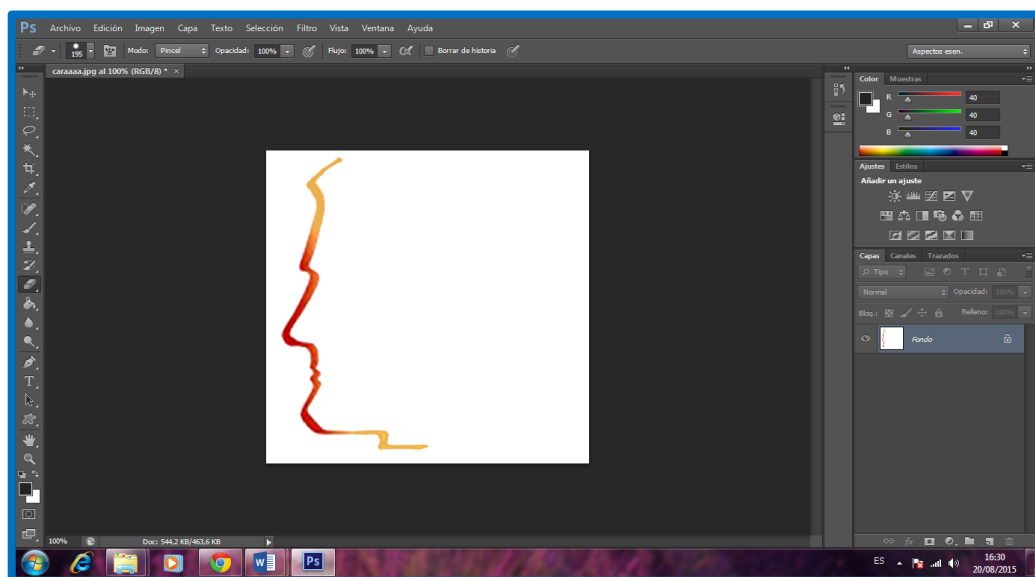 Ps Archivo Edición Imagen Capa Texto Selección Filtro Vista Ventana Ayuda
195 Modo: Pincel Opacidad: 100% Flujo: 100% Borrar de historia Aspectos esen.
caraaaa.jpg al 100% (RGB/8) * ×
Color Muestras
R 40
G 40
B 40
Ajustes Estilos
Añadir un ajuste
Capas Canales Trazados
Tipo
Normal Opacidad: 100%
Bloq.: Relleno: 100%
Fondo
100% Doc: 544,2 KB/463,6 KB
Ps ES 16:30
20/08/2015